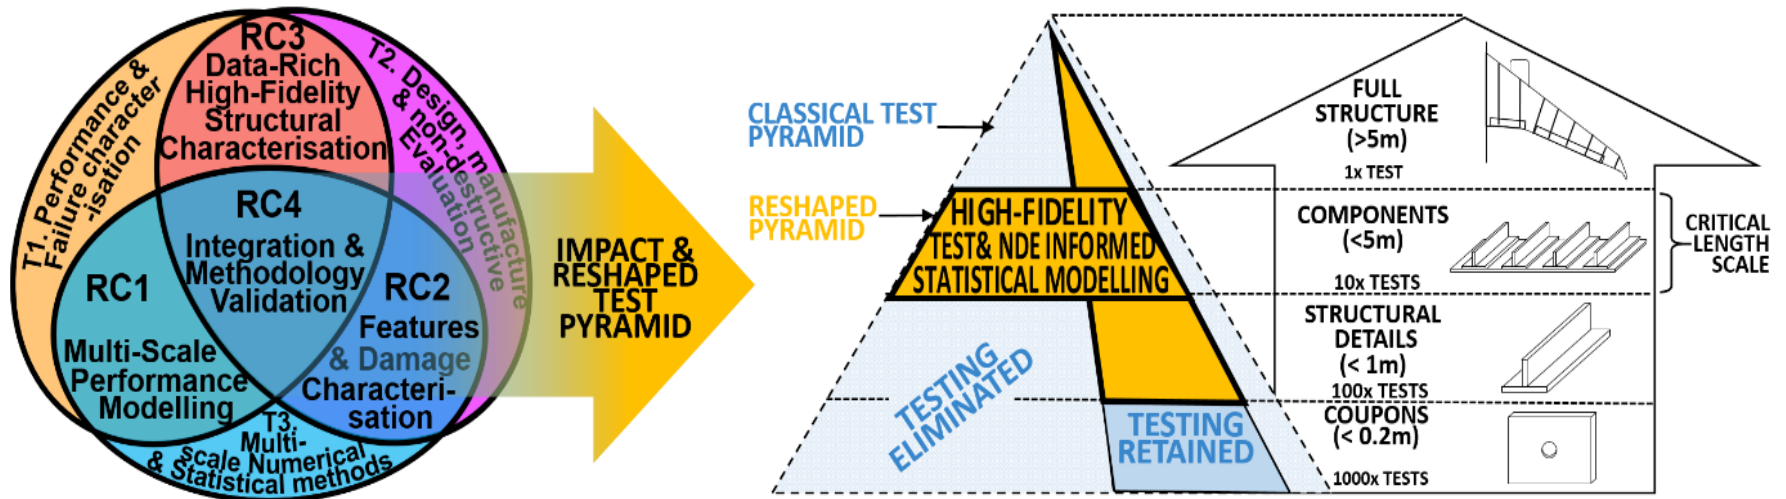 RC3
Data-Rich
High-Fidelity
Structural
Characterisation
T1. Performance &
Failure character
-isation
T2. Design, manufacture
& non-destructive
Evaluation
RC4
Integration &
Methodology
Validation
RC1
Multi-Scale
Performance
Modelling
RC2
Features
& Damage
Characteri-
sation
T3.
Multi-
scale Numerical
& Statistical methods
IMPACT &
RESHAPED
TEST
PYRAMID
CLASSICAL TEST
PYRAMID
RESHAPED
PYRAMID
HIGH-FIDELITY
TEST& NDE INFORMED
STATISTICAL MODELLING
TESTING
ELIMINATED
TESTING
RETAINED
FULL
STRUCTURE
(>5m)
1x TEST
COMPONENTS
(<5m)
10x TESTS
STRUCTURAL
DETAILS
(< 1m)
100x TESTS
COUPONS
(< 0.2m)
1000x TESTS
CRITICAL
LENGTH
SCALE